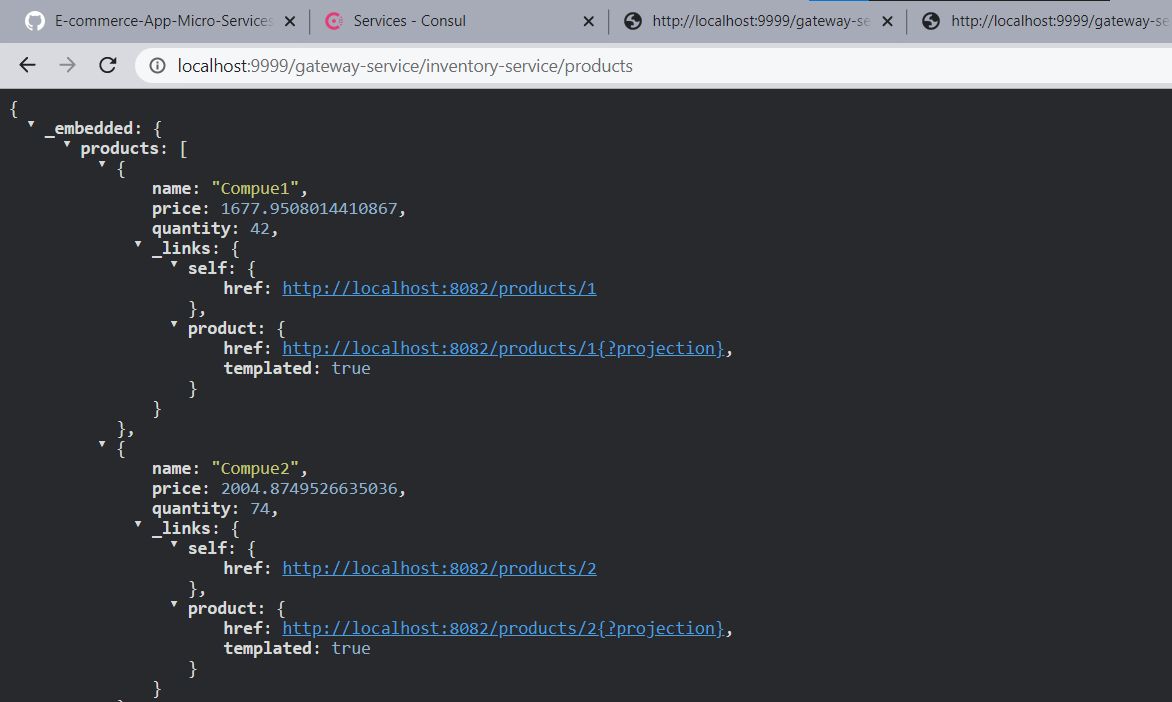 E-commerce-App-Micro-Services
Services - Consul
http://localhost:9999/gateway-se
http://localhost:9999/gateway-se
localhost:9999/gateway-service/inventory-service/products
{
_embedded: {
products: [
{
name: "Compue1",
price: 1677.9508014410867,
quantity: 42,
_links: {
self: {
href: http://localhost:8082/products/1
},
product: {
href: http://localhost:8082/products/1{?projection},
templated: true
}
}
},
{
name: "Compue2",
price: 2004.8749526635036,
quantity: 74,
_links: {
self: {
href: http://localhost:8082/products/2
},
product: {
href: http://localhost:8082/products/2{?projection},
templated: true
}
}